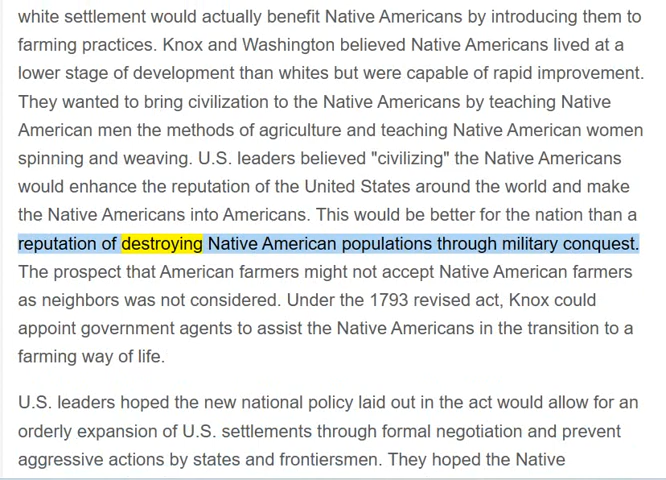 white settlement would actually benefit Native Americans by introducing them to
farming practices. Knox and Washington believed Native Americans lived at a
lower stage of development than whites but were capable of rapid improvement.
They wanted to bring civilization to the Native Americans by teaching Native
American men the methods of agriculture and teaching Native American women
spinning and weaving. U.S. leaders believed "civilizing" the Native Americans
would enhance the reputation of the United States around the world and make
the Native Americans into Americans. This would be better for the nation than a
reputation of destroying Native American populations through military conquest.
The prospect that American farmers might not accept Native American farmers
as neighbors was not considered. Under the 1793 revised act, Knox could
appoint government agents to assist the Native Americans in the transition to a
farming way of life.
U.S. leaders hoped the new national policy laid out in the act would allow for an
orderly expansion of U.S. settlements through formal negotiation and prevent
aggressive actions by states and frontiersmen. They hoped the Native